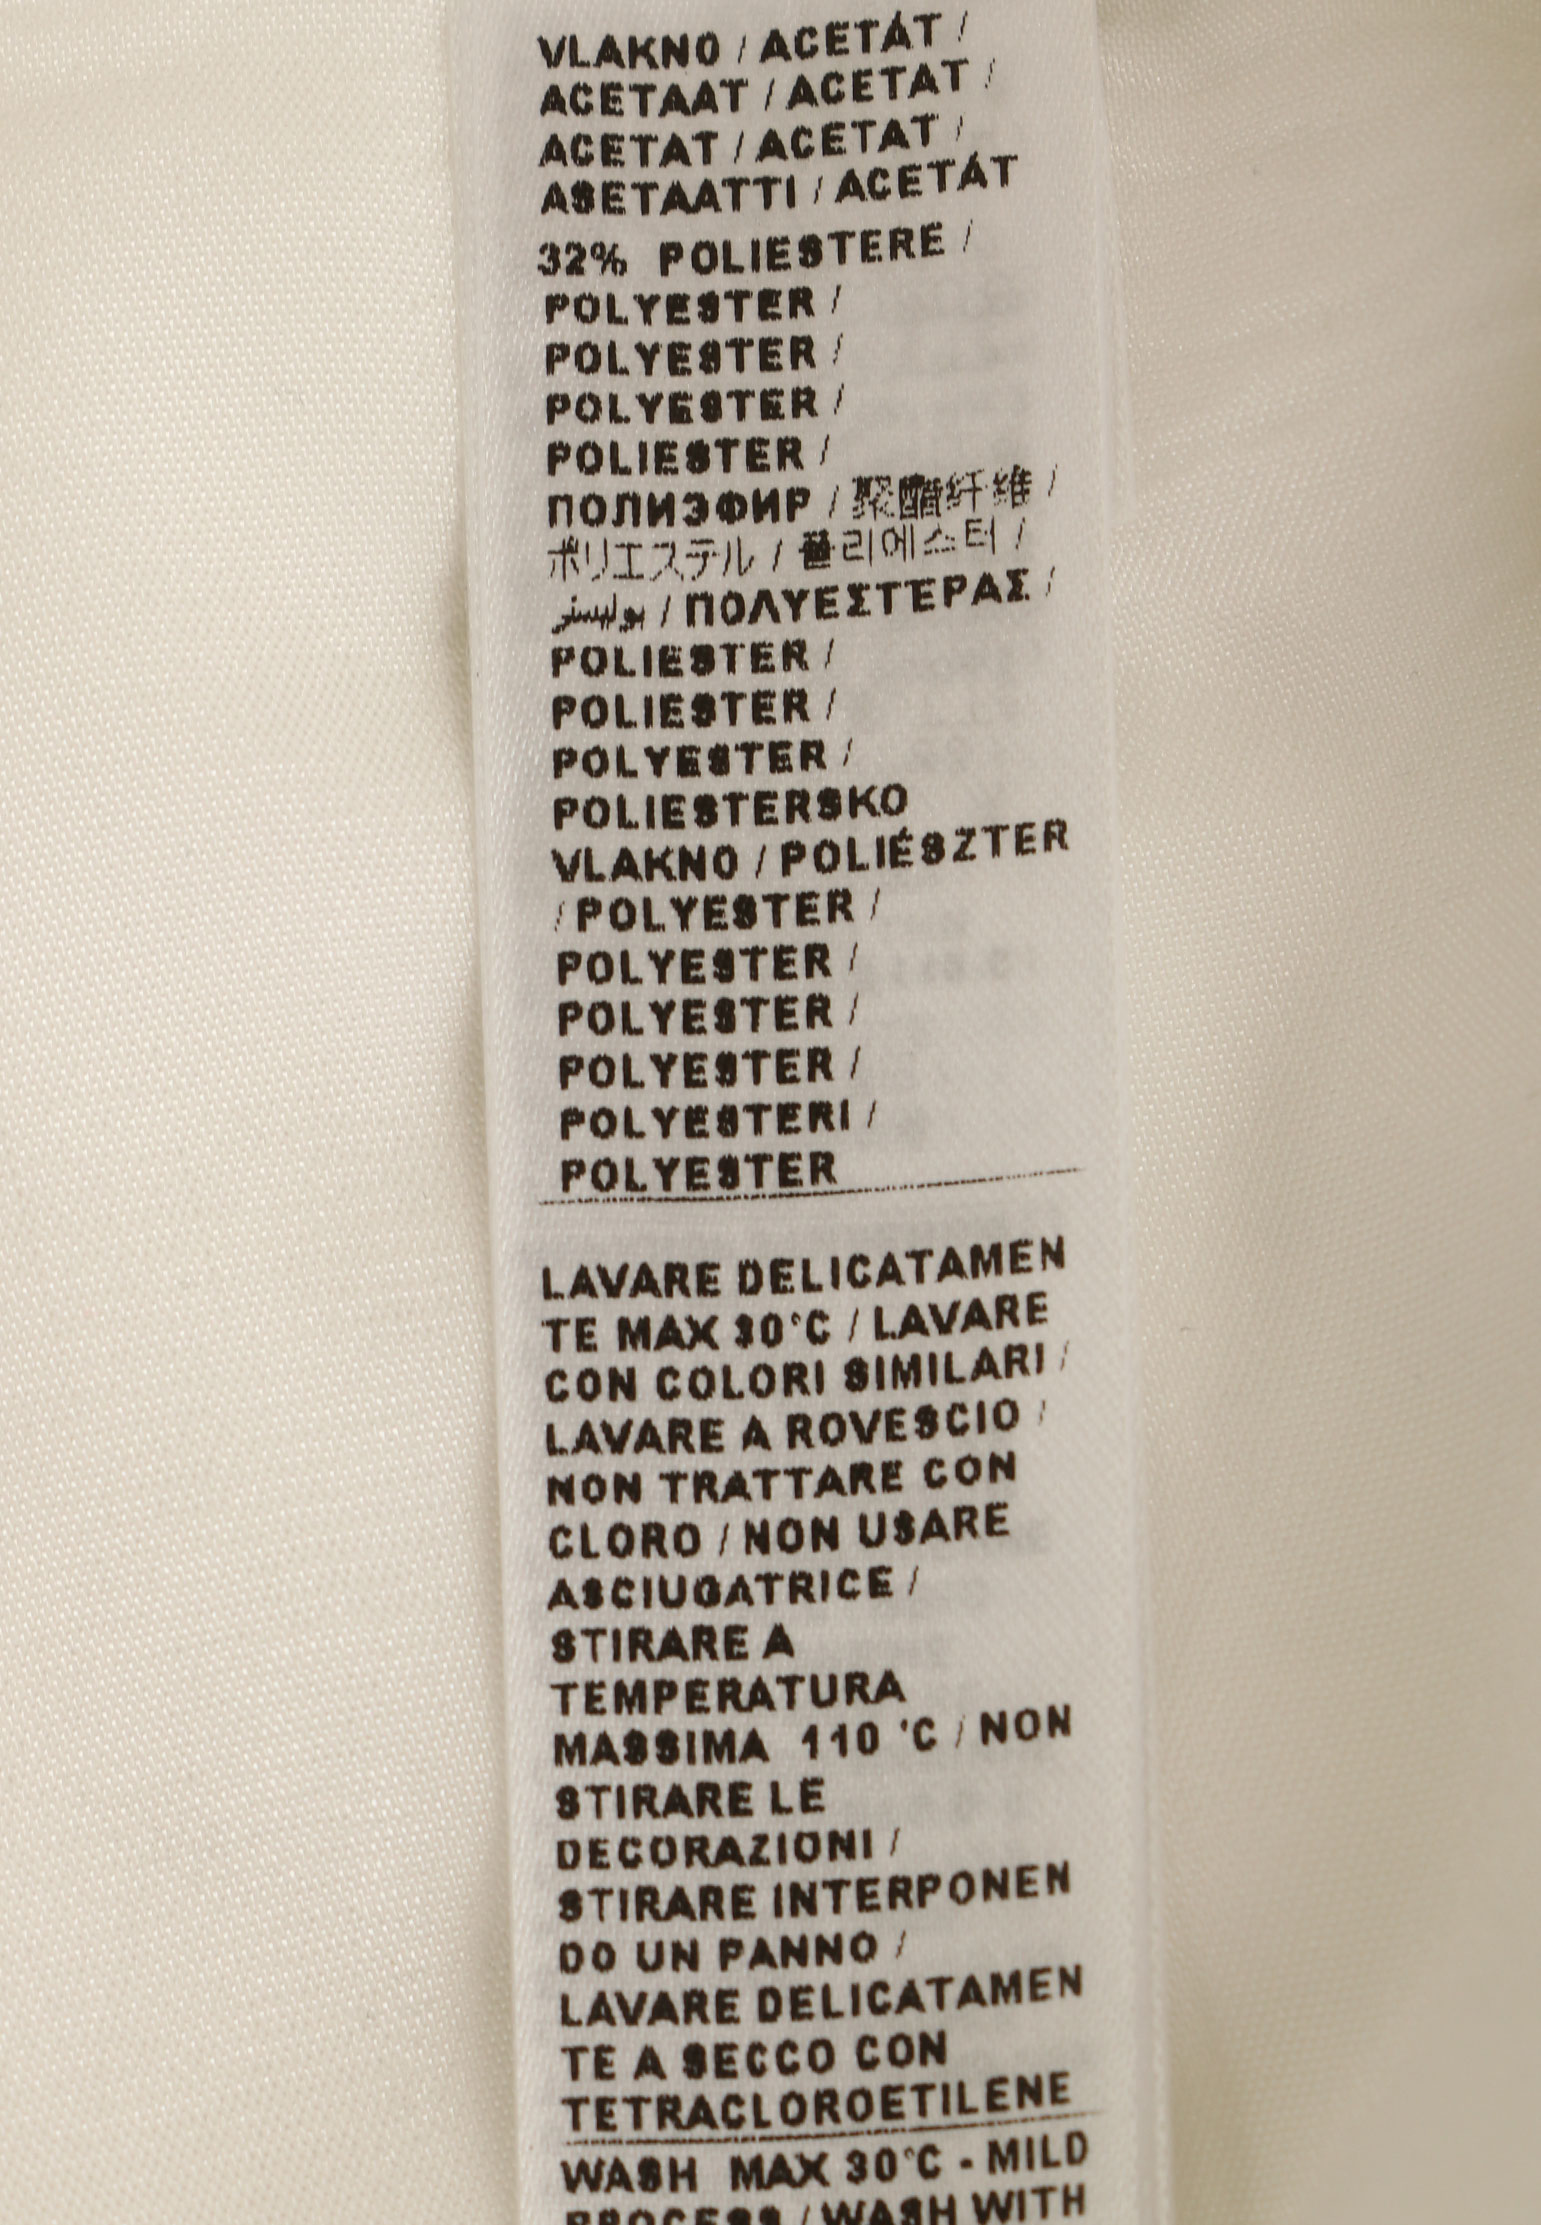 VLAKNO / ACETÁT /
ACETAAT / ACETAT /
ACETAT / ACETAT /
ASETAATTI / ACETÁT
32% POLIESTERE /
POLYESTER /
POLYESTER /
POLYESTER /
POLIESTER /
ПОЛИЭФИР / 聚酯纤维 /
ポリエステル / 폴리에스터 /
بوليستر / ΠΟΛΥΕΣΤΕΡΑΣ /
POLIESTER /
POLIESTER /
POLYESTER /
POLIESTERSKO
VLAKNO / POLIÉSZTER
/ POLYESTER /
POLYESTER /
POLYESTER /
POLYESTER /
POLYESTERI /
POLYESTER
LAVARE DELICATAMEN
TE MAX 30°C / LAVARE
CON COLORI SIMILARI /
LAVARE A ROVESCIO /
NON TRATTARE CON
CLORO / NON USARE
ASCIUGATRICE /
STIRARE A
TEMPERATURA
MASSIMA 110 °C / NON
STIRARE LE
DECORAZIONI /
STIRARE INTERPONEN
DO UN PANNO /
LAVARE DELICATAMEN
TE A SECCO CON
TETRACLOROETILENE
WASH MAX 30°C - MILD
PROCESS / WASH WITH